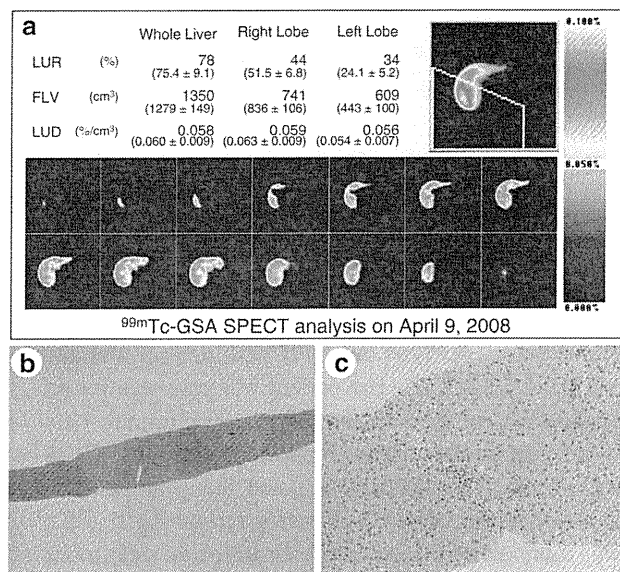 a
Whole Liver Right Lobe Left Lobe
LUR (%) 78 44 34
(75.4 ± 9.1) (51.5 ± 6.8) (24.1 ± 5.2)
FLV (cm³) 1350 741 609
(1279 ± 149) (836 ± 106) (443 ± 100)
LUD (%/cm³) 0.058 0.059 0.056
(0.060 ± 0.009) (0.063 ± 0.009) (0.054 ± 0.007)
0.100%
0.050%
0.000%
⁹⁹ᵐTc-GSA SPECT analysis on April 9, 2008
b
c